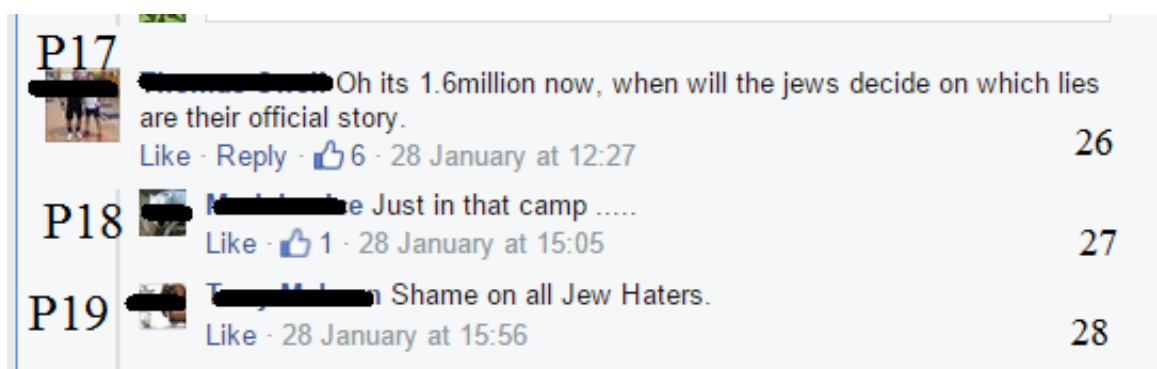 P17
Oh its 1.6million now, when will the jews decide on which lies
are their official story.
Like · Reply · 6 · 28 January at 12:27
26
P18
e Just in that camp .....
Like · 1 · 28 January at 15:05
27
P19
n Shame on all Jew Haters.
Like · 28 January at 15:56
28